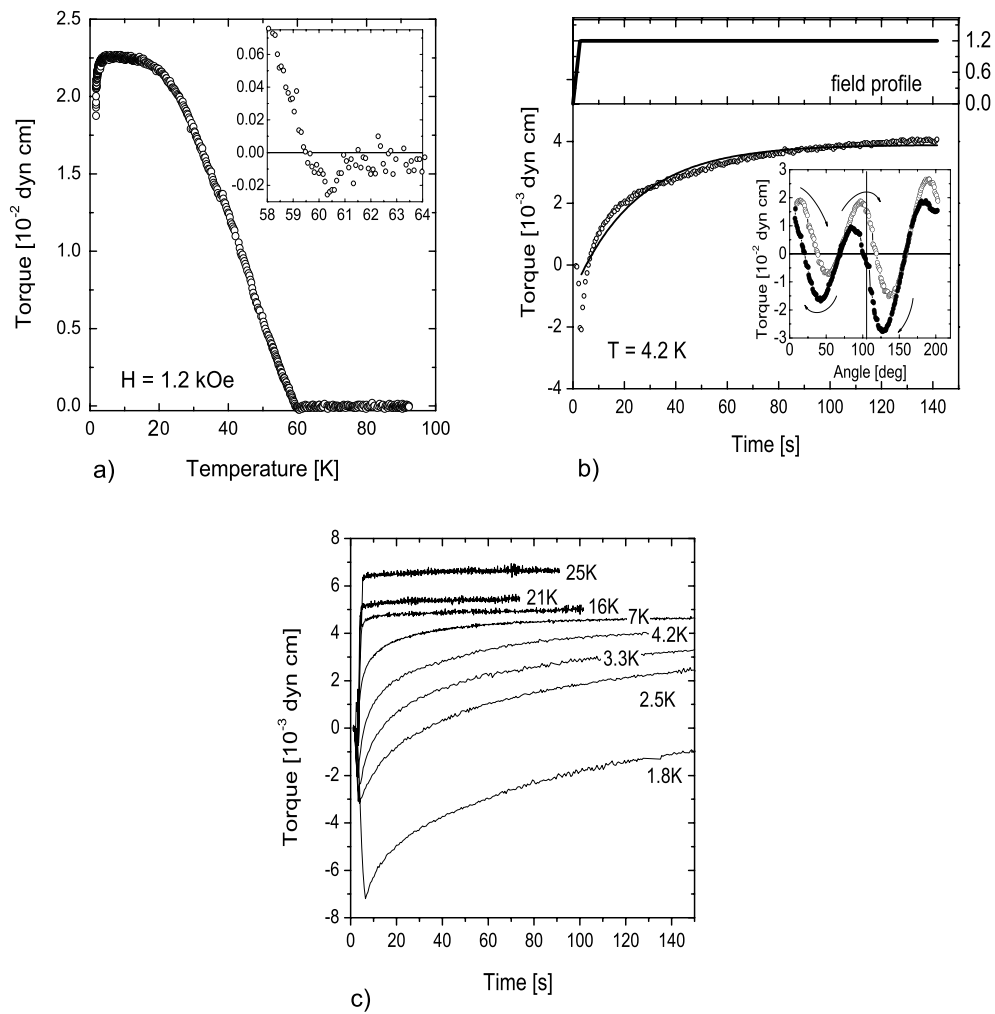 2.5
2.0
1.5
1.0
0.5
0.0
0 20 40 60 80 100
Torque [10-2 dyn cm]
Temperature [K]
H = 1.2 kOe
0.06
0.04
0.02
0.00
-0.02
58 59 60 61 62 63 64
a)
1.2
0.6
0.0
field profile
4
2
0
-2
-4
0 20 40 60 80 100 120 140
Torque [10-3 dyn cm]
Time [s]
T = 4.2 K
3
2
1
0
-1
-2
-3
0 50 100 150 200
Torque [10-2 dyn cm]
Angle [deg]
b)
8
6
4
2
0
-2
-4
-6
-8
0 20 40 60 80 100 120 140
Torque [10-3 dyn cm]
Time [s]
25K
21K
16K
7K
4.2K
3.3K
2.5K
1.8K
c)